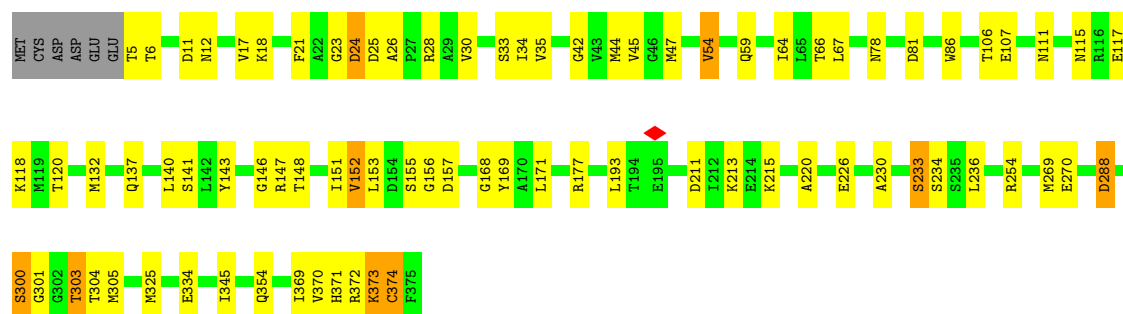 MET CYS ASP ASP GLU GLU T5 T6 D11 N12 V17 K18 F21 A22 G23 D24 D25 A26 P27 R28 A29 V30 S33 I34 V35 G42 V43 M44 V45 G46 M47 V54 Q59 I64 L65 T66 L67 N78 D81 W86 T106 E107 N111 N115 R116 E117
K118 M119 T120 M132 Q137 L140 S141 L142 Y143 G146 R147 T148 I151 V152 L153 D154 S155 G156 D157 G168 Y169 A170 L171 R177 L193 T194 E195 D211 I212 K213 E214 K215 A220 E226 A230 S233 S234 S235 L236 R254 M269 E270 D288
S300 G301 G302 T303 T304 M305 M325 E334 I345 Q354 I369 V370 H371 R372 K373 C374 F375